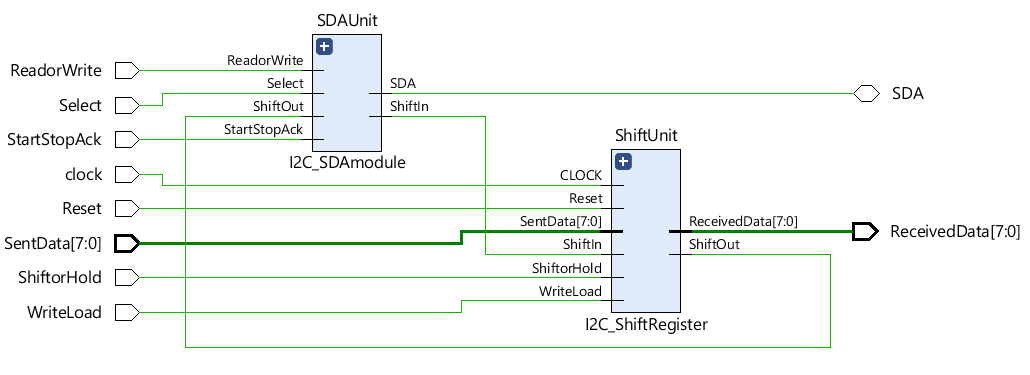 SDAUnit
ReadorWrite
ReadorWrite
Select
SDA
SDA
Select
ShiftOut
ShiftIn
StartStopAck
StartStopAck
ShiftUnit
I2C_SDAmodule
clock
CLOCK
Reset
Reset
SentData[7:0]
ReceivedData[7:0]
ReceivedData[7:0]
SentData[7:0]
ShiftIn
ShiftOut
ShiftorHold
ShiftorHold
WriteLoad
WriteLoad
I2C_ShiftRegister